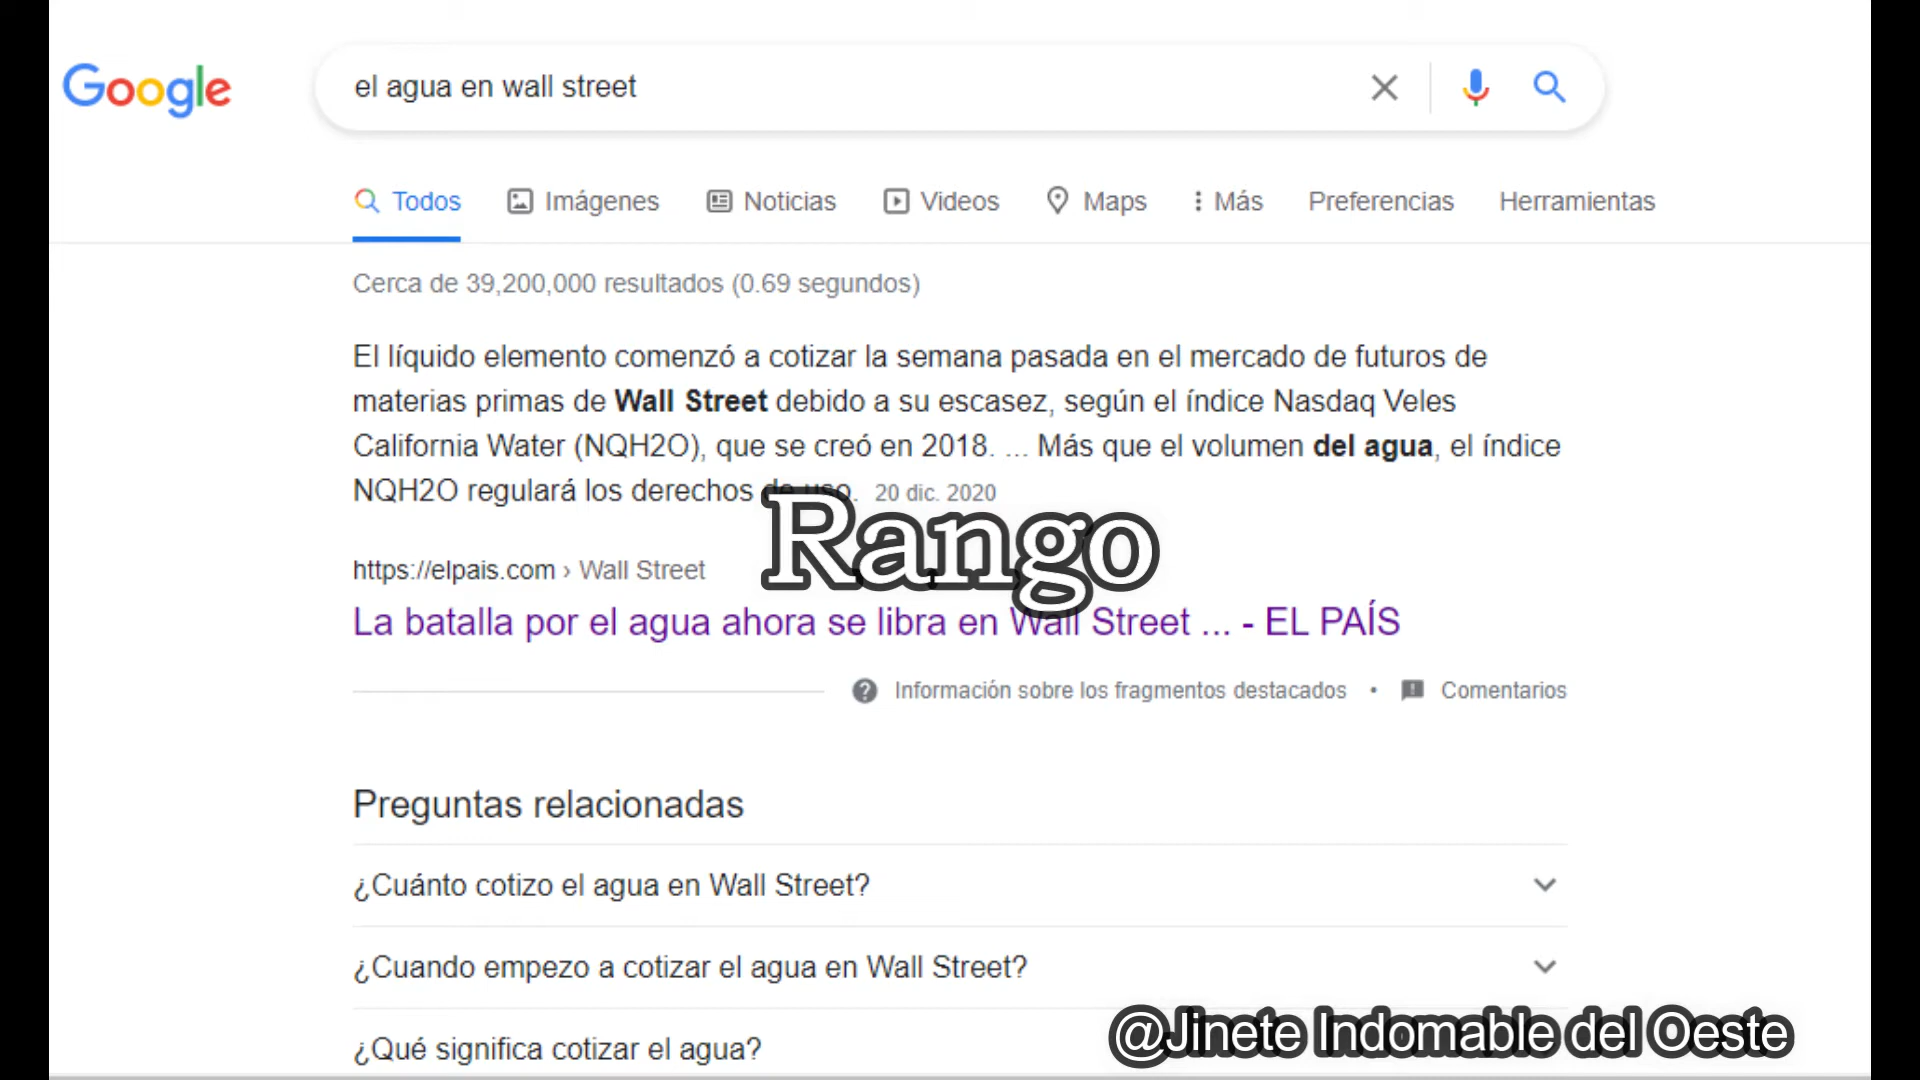 Google
el agua en wall street
Todos Imágenes Noticias Videos Maps Más Preferencias Herramientas
Cerca de 39,200,000 resultados (0.69 segundos)
El líquido elemento comenzó a cotizar la semana pasada en el mercado de futuros de
materias primas de Wall Street debido a su escasez, según el índice Nasdaq Veles
California Water (NQH2O), que se creó en 2018. ... Más que el volumen del agua, el índice
NQH2O regulará los derechos de uso. 20 dic. 2020
Rango
https://elpais.com › Wall Street
La batalla por el agua ahora se libra en Wall Street ... - EL PAÍS
Información sobre los fragmentos destacados • Comentarios
Preguntas relacionadas
¿Cuánto cotizo el agua en Wall Street?
¿Cuando empezo a cotizar el agua en Wall Street?
¿Qué significa cotizar el agua?
@Jinete Indomable del Oeste